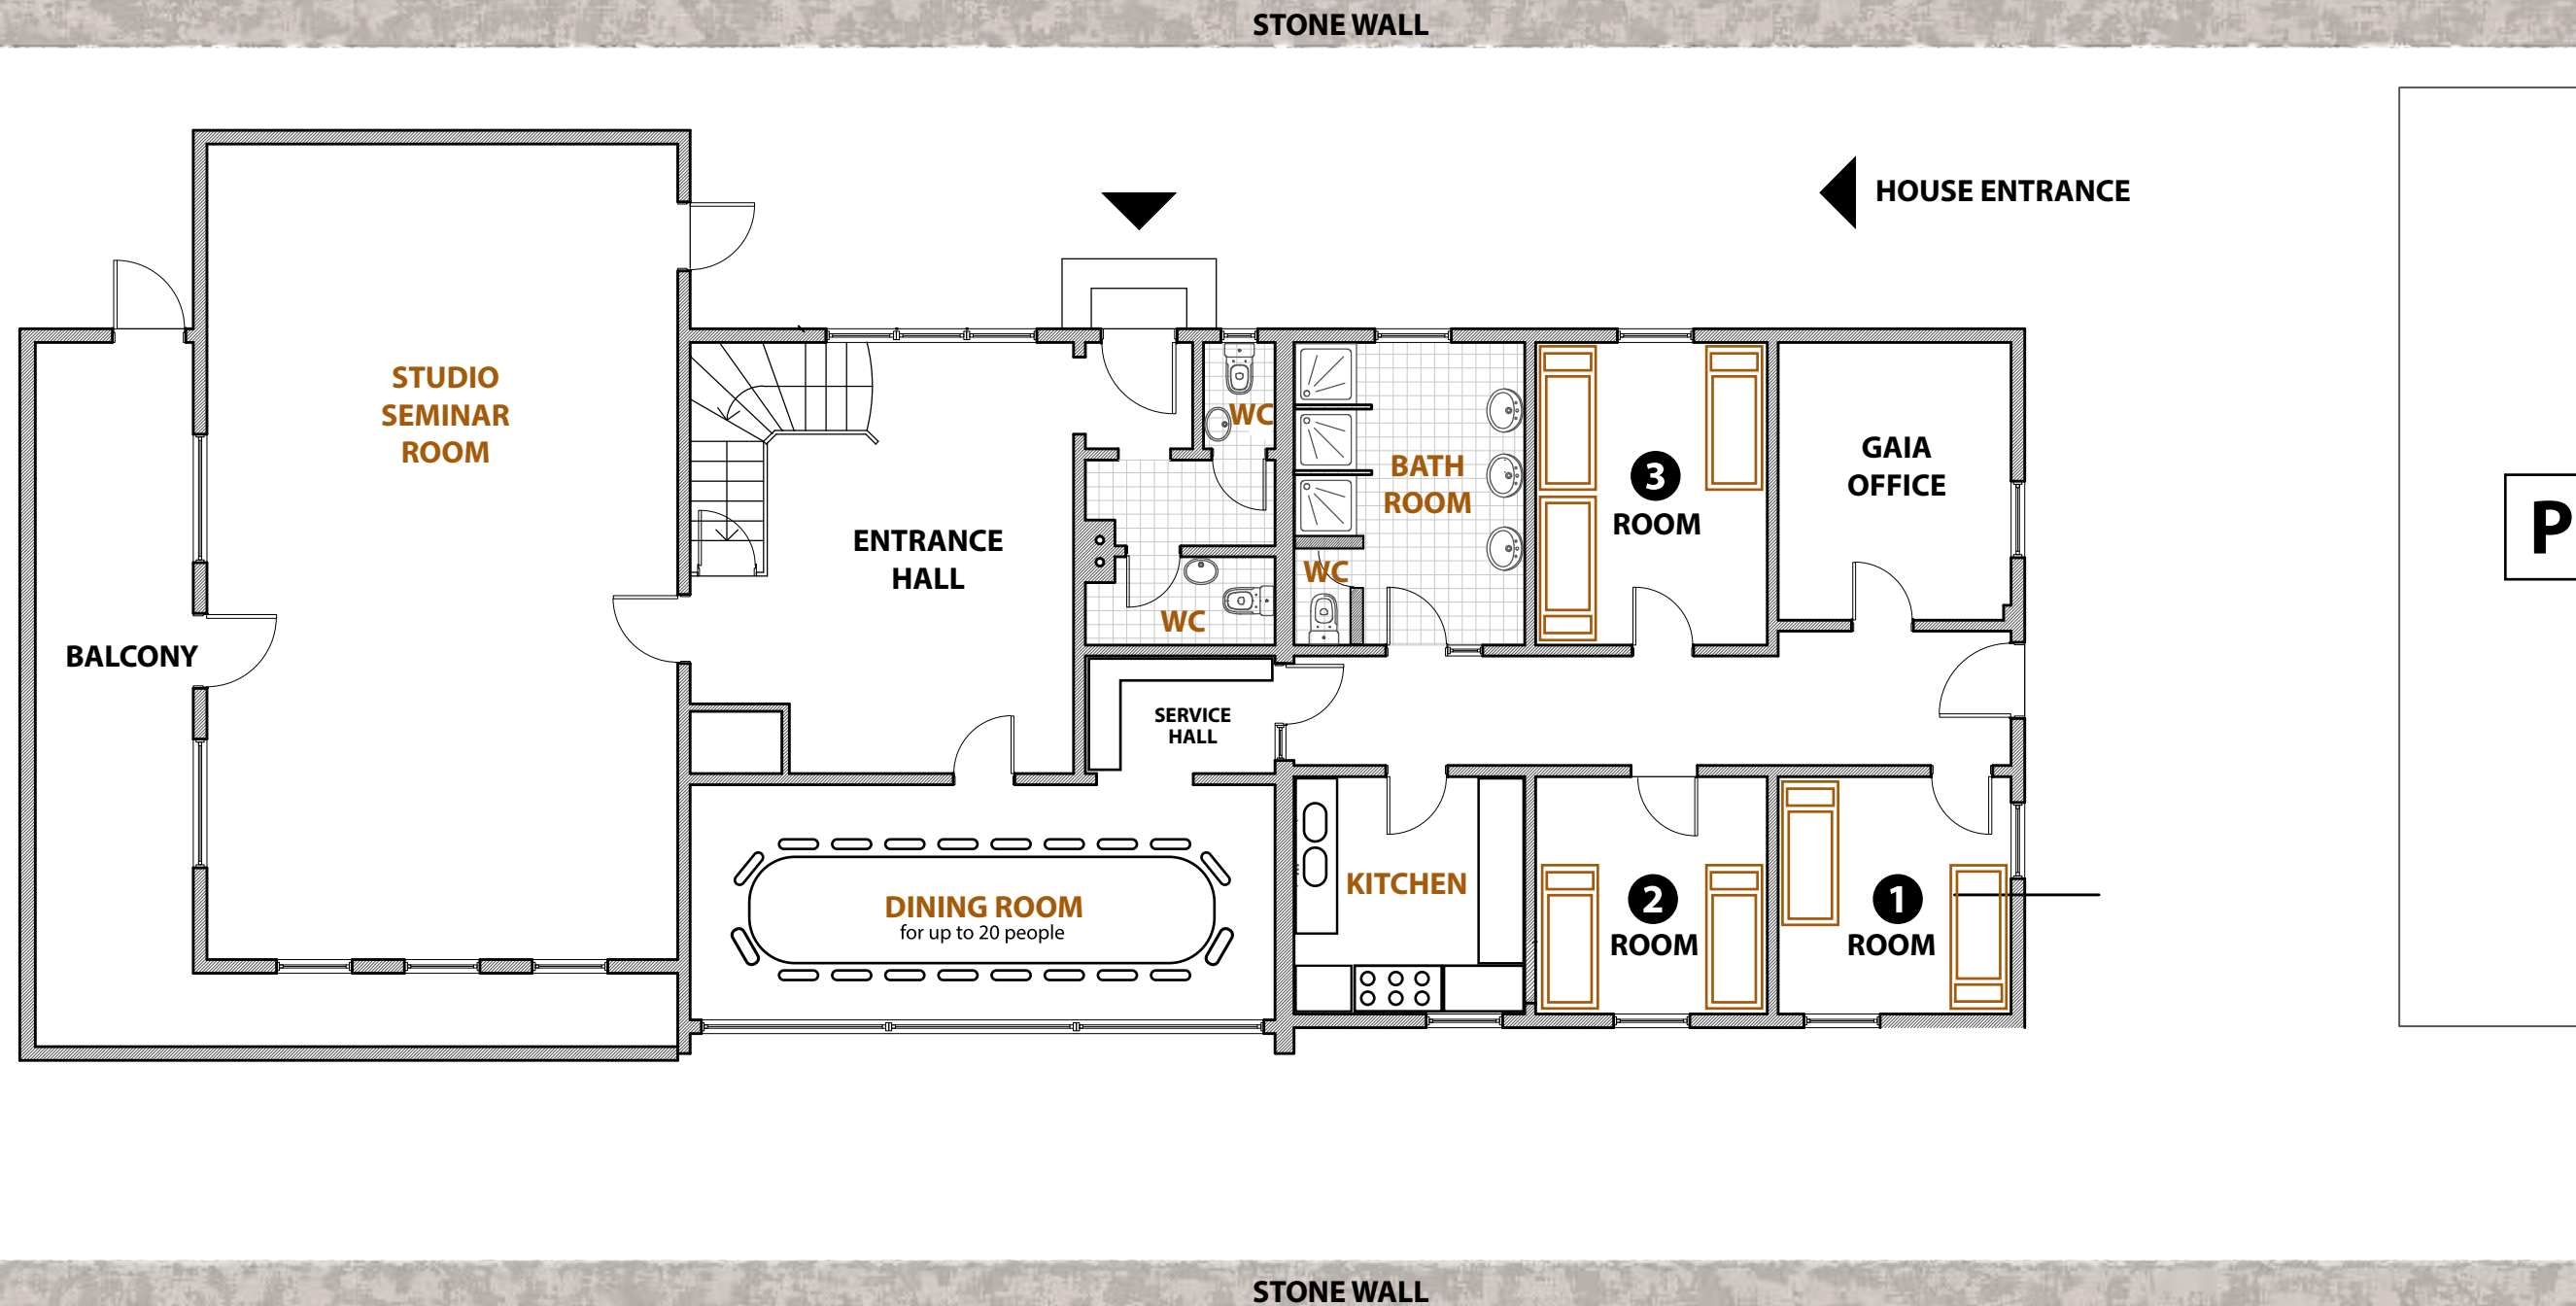 STONE WALL
HOUSE ENTRANCE
STUDIO
SEMINAR
ROOM
WC
BATH
ROOM
3
ROOM
GAIA
OFFICE
P
ENTRANCE
HALL
WC
WC
BALCONY
SERVICE
HALL
DINING ROOM
for up to 20 people
KITCHEN
2
ROOM
1
ROOM
STONE WALL